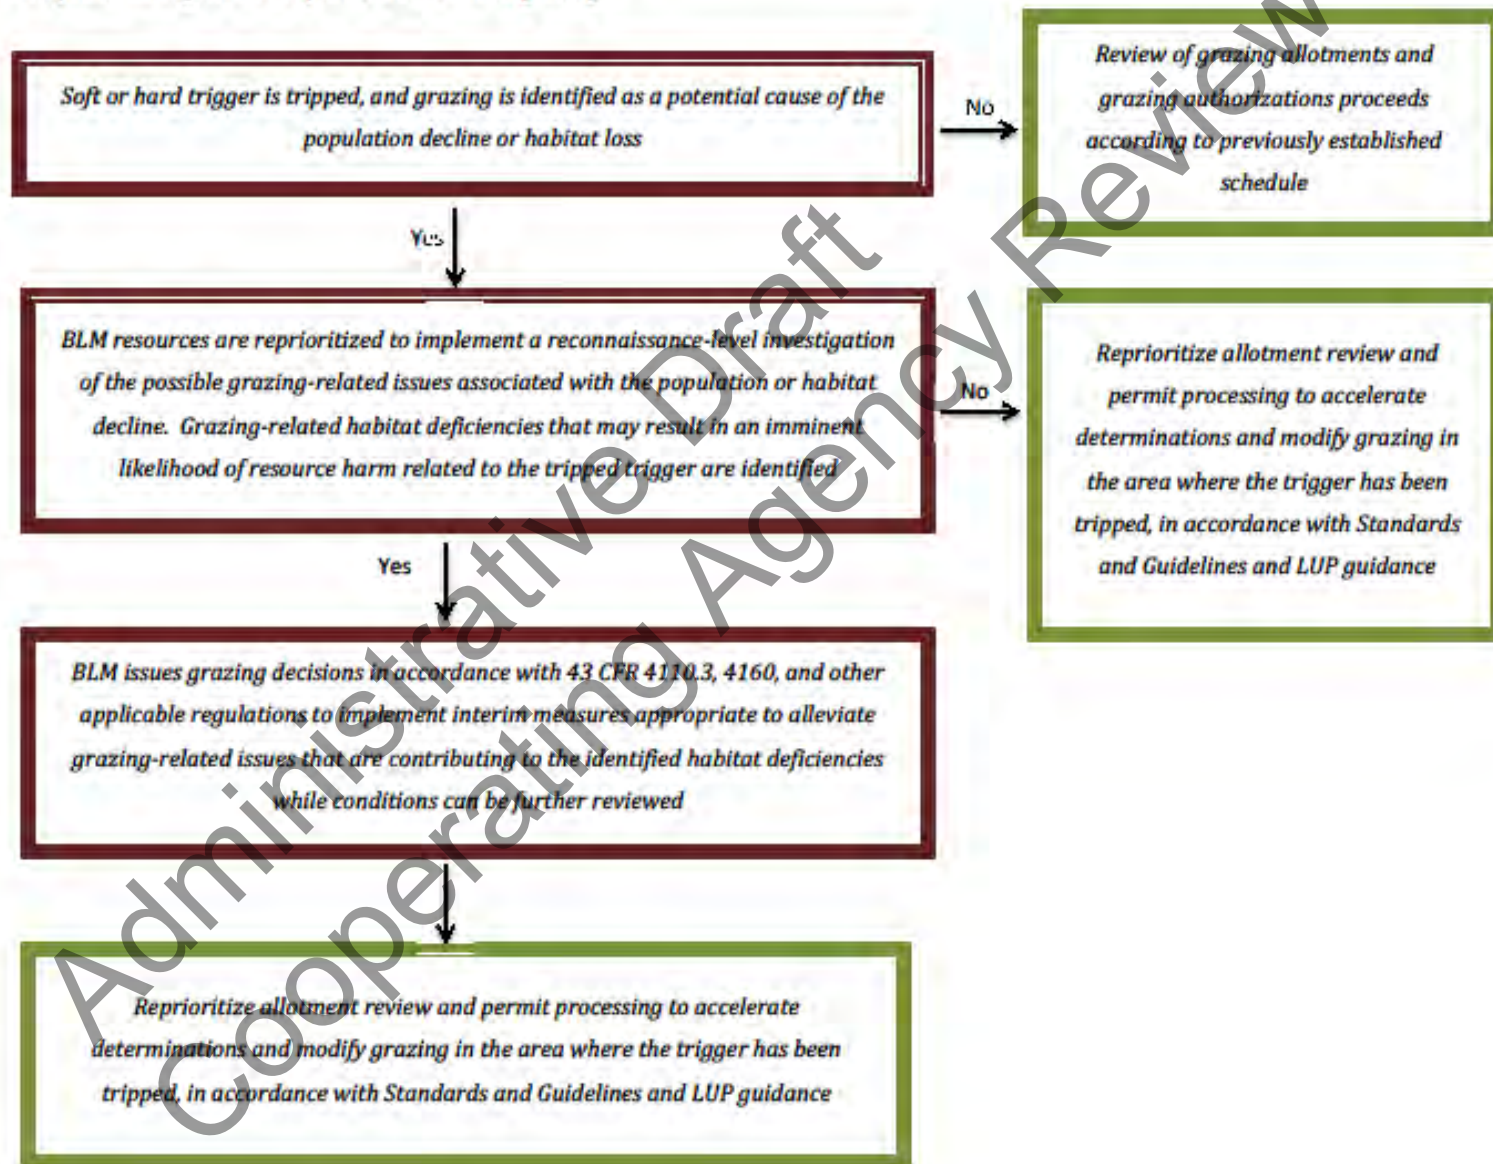 Soft or hard trigger is tripped, and grazing is identified as a potential cause of the
population decline or habitat loss
No
Review of grazing allotments and
grazing authorizations proceeds
according to previously established
schedule
Yes
BLM resources are reprioritized to implement a reconnaissance-level investigation
of the possible grazing-related issues associated with the population or habitat
decline. Grazing-related habitat deficiencies that may result in an imminent
likelihood of resource harm related to the tripped trigger are identified
No
Reprioritize allotment review and
permit processing to accelerate
determinations and modify grazing in
the area where the trigger has been
tripped, in accordance with Standards
and Guidelines and LUP guidance
Yes
BLM issues grazing decisions in accordance with 43 CFR 4110.3, 4160, and other
applicable regulations to implement interim measures appropriate to alleviate
grazing-related issues that are contributing to the identified habitat deficiencies
while conditions can be further reviewed
Reprioritize allotment review and permit processing to accelerate
determinations and modify grazing in the area where the trigger has been
tripped, in accordance with Standards and Guidelines and LUP guidance
Administrative Draft
Cooperating Agency Review